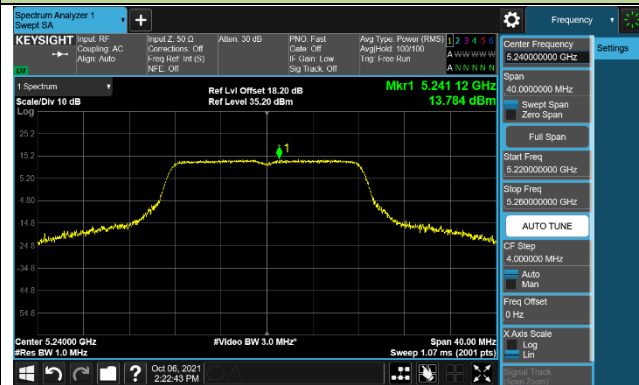 Spectrum Analyzer 1
Swept SA
Frequency
KEYSIGHT
Input: RF
Coupling: AC
Align: Auto
Input Z: 50 Ω
Corrections: Off
Freq Ref: Int (S)
NFE: Off
Atten: 30 dB
PNO: Fast
Gate: Off
IF Gain: Low
Sig Track: Off
Avg Type: Power (RMS)
Avg|Hold: 100/100
Trig: Free Run
1 2 3 4 5 6
A W W W W W
A N N N N N
LXI
1 Spectrum
Scale/Div 10 dB
Log
Ref Lvl Offset 18.20 dB
Ref Level 35.20 dBm
Mkr1 5.241 12 GHz
13.784 dBm
1
25.2
15.2
5.20
-4.80
-14.8
-24.8
-34.8
-44.8
-54.8
Center 5.24000 GHz
#Res BW 1.0 MHz
#Video BW 3.0 MHz*
Span 40.00 MHz
Sweep 1.07 ms (2001 pts)
Oct 06, 2021
2:22:43 PM
?
Center Frequency
5.240000000 GHz
Settings
Span
40.0000000 MHz
Swept Span
Zero Span
Full Span
Start Freq
5.220000000 GHz
Stop Freq
5.260000000 GHz
AUTO TUNE
CF Step
4.000000 MHz
Auto
Man
Freq Offset
0 Hz
X Axis Scale
Log
Lin
Signal Track
(Span Zoom)